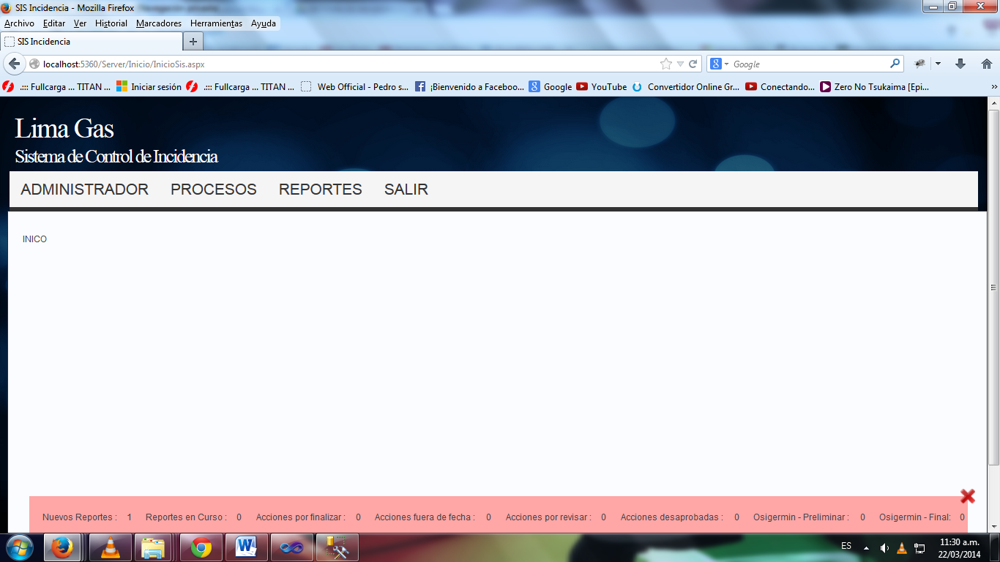 SIS Incidencia - Mozilla Firefox
Archivo Editar Ver Historial Marcadores Herramientas Ayuda
SIS Incidencia
localhost:5360/Server/Inicio/InicioSis.aspx
Google
.::: Fullcarga ... TITAN ... Iniciar sesión .::: Fullcarga ... TITAN ... Web Official - Pedro s... ¡Bienvenido a Faceboo... Google YouTube Convertidor Online Gr... Conectando... Zero No Tsukaima [Epi... »
Lima Gas
Sistema de Control de Incidencia
ADMINISTRADOR PROCESOS REPORTES SALIR
INICO
Nuevos Reportes : 1 Reportes en Curso : 0 Acciones por finalizar : 0 Acciones fuera de fecha : 0 Acciones por revisar : 0 Acciones desaprobadas : 0 Osigermin - Preliminar : 0 Osigermin - Final: 0
ES
11:30 a.m.
22/03/2014